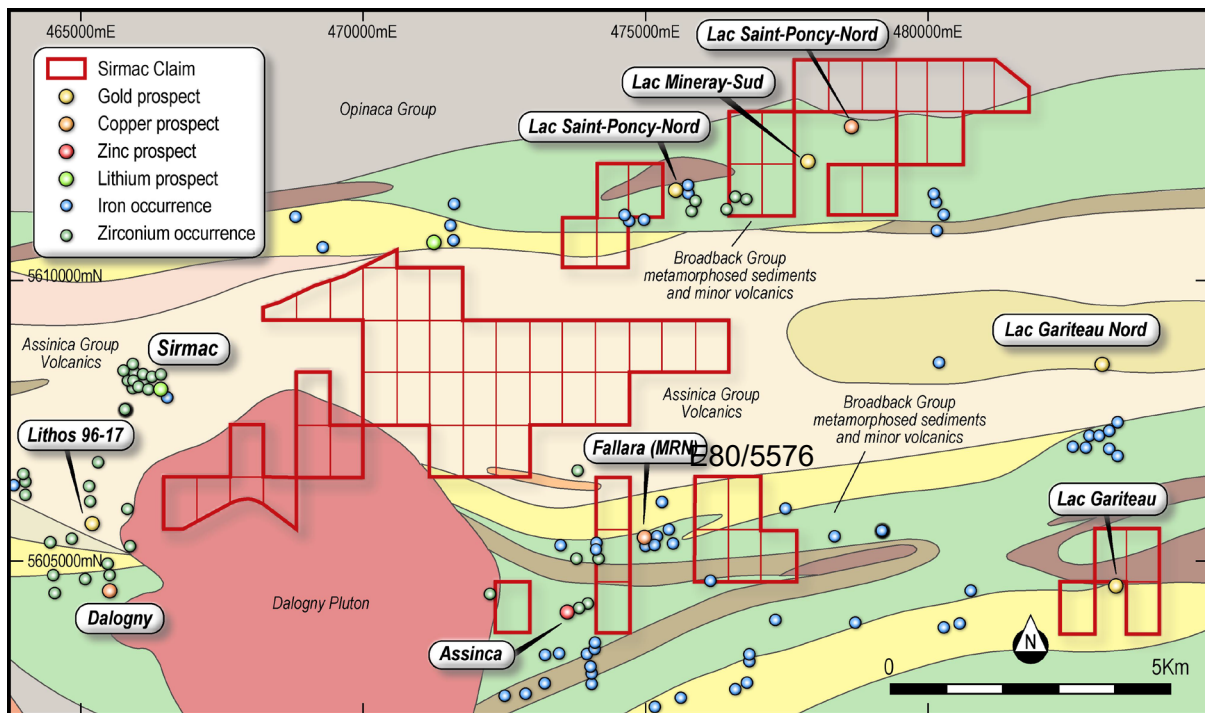 465000mE
470000mE
475000mE
480000mE
Sirmac Claim
Gold prospect
Copper prospect
Zinc prospect
Lithium prospect
Iron occurrence
Zirconium occurrence
Opinaca Group
Lac Saint-Poncy-Nord
Lac Mineray-Sud
Lac Saint-Poncy-Nord
5610000mN
Broadback Group
metamorphosed sediments
and minor volcanics
Assinica Group
Volcanics
Sirmac
Lac Gariteau Nord
Assinica Group
Volcanics
Broadback Group
metamorphosed sediments
and minor volcanics
Lithos 96-17
Fallara (MRN)
E80/5576
Lac Gariteau
5605000mN
Dalogny
Dalogny Pluton
Assinca
N
0
5Km